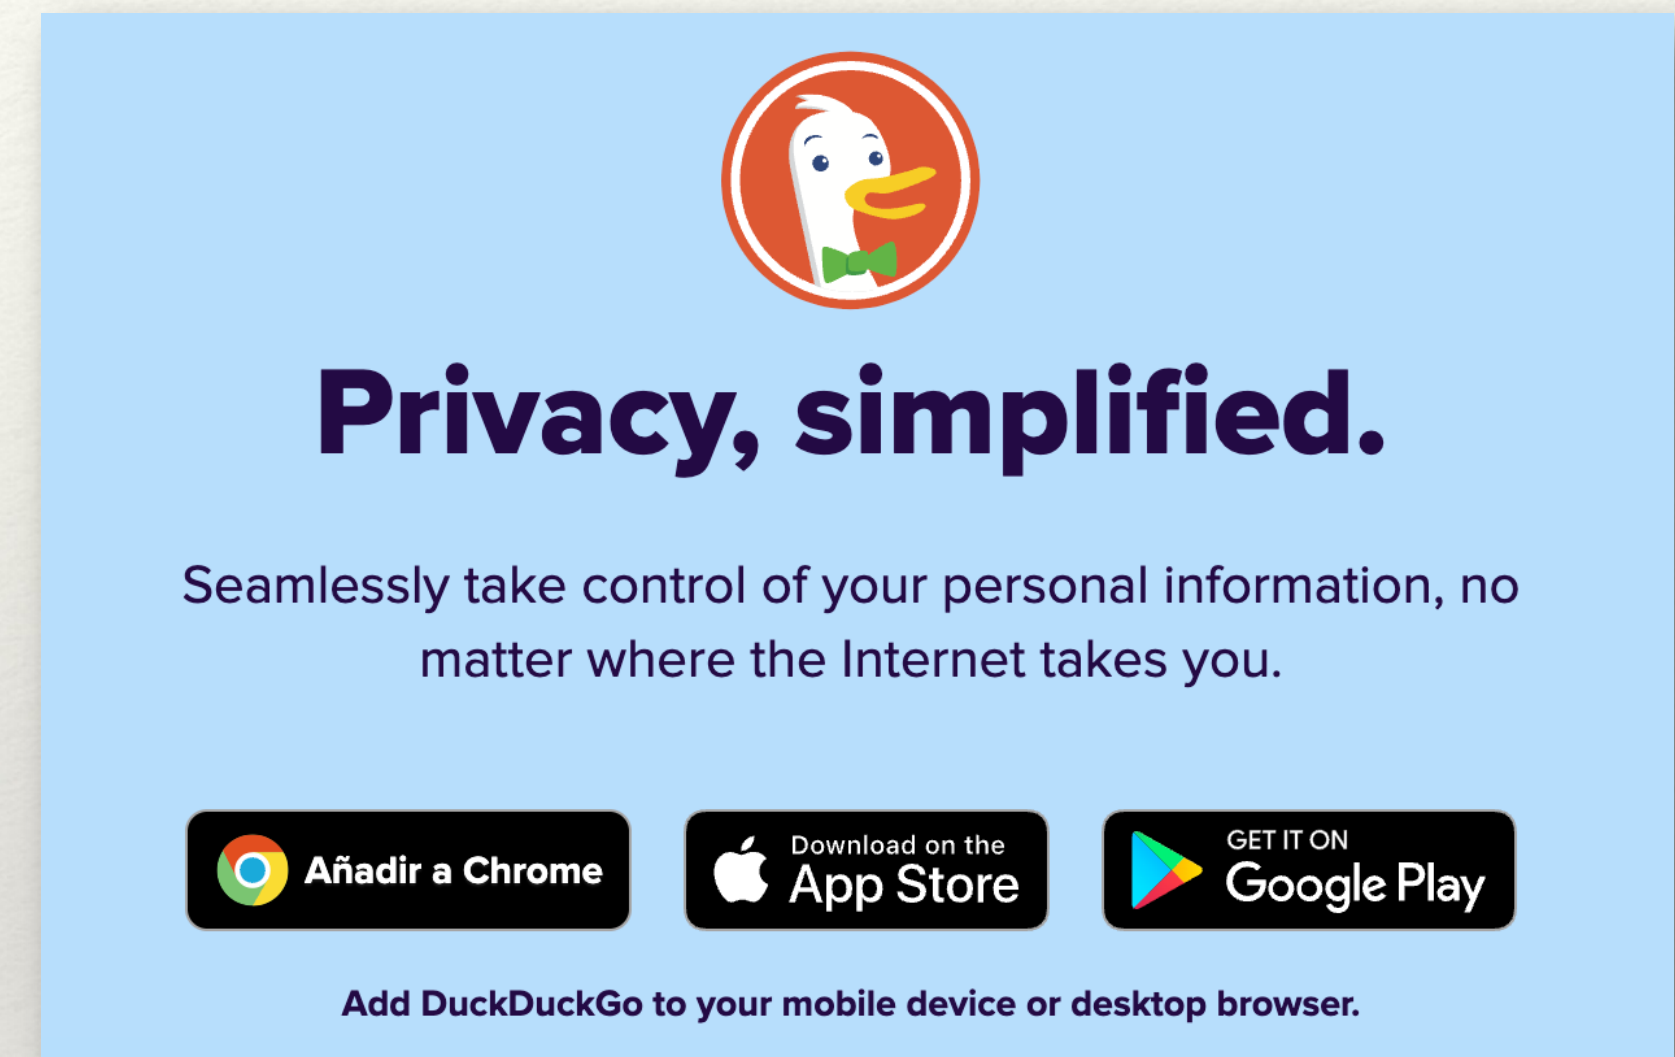 Privacy, simplified.
Seamlessly take control of your personal information, no
matter where the Internet takes you.
Añadir a Chrome
Download on the
App Store
GET IT ON
Google Play
Add DuckDuckGo to your mobile device or desktop browser.